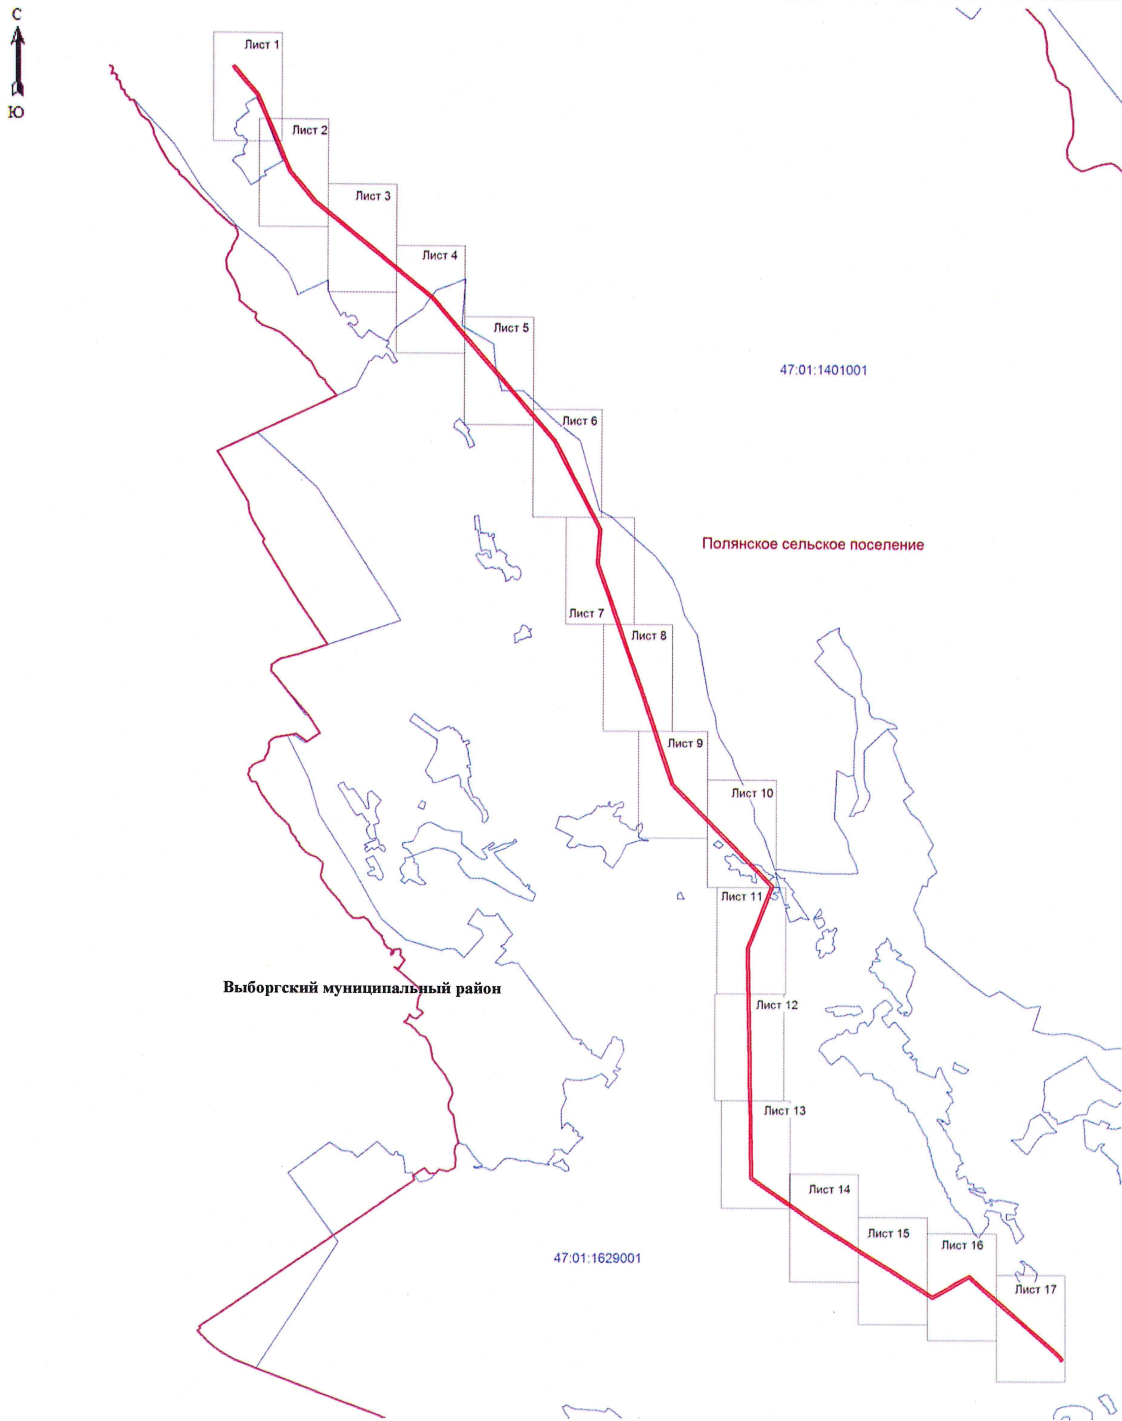 С
Ю
Лист 1
Лист 2
Лист 3
Лист 4
Лист 5
47:01:1401001
Лист 6
Полянское сельское поселение
Лист 7
Лист 8
Лист 9
Лист 10
Лист 11
Выборгский муниципальный район
Лист 12
Лист 13
Лист 14
Лист 15
Лист 16
47:01:1629001
Лист 17